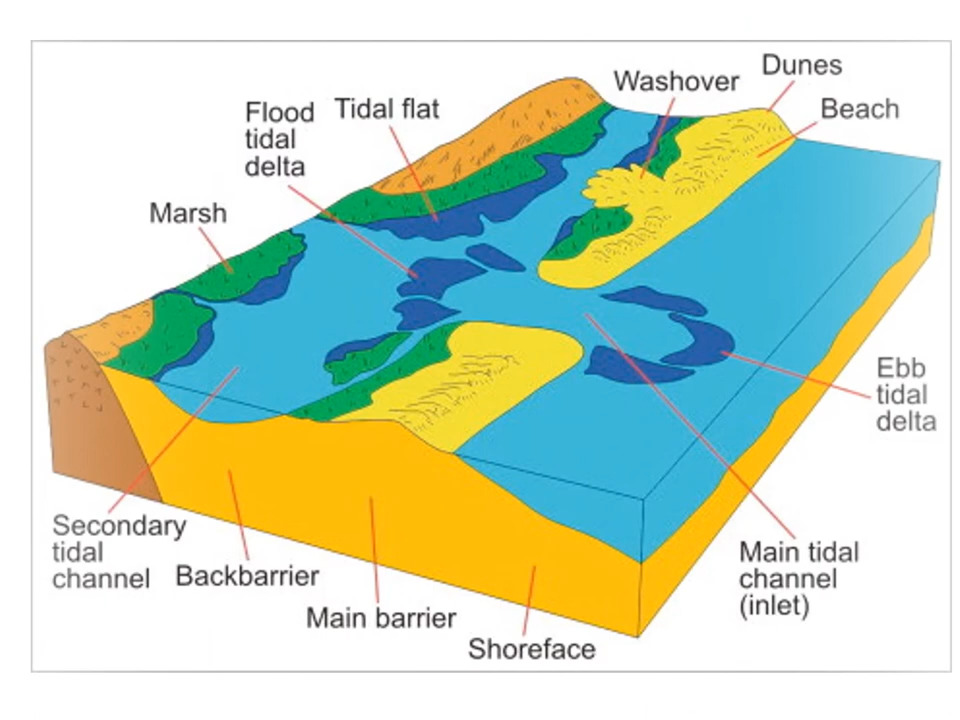 Washover
Dunes
Flood
tidal
delta
Tidal flat
Beach
Marsh
Ebb
tidal
delta
Secondary
tidal
channel
Backbarrier
Main barrier
Shoreface
Main tidal
channel
(inlet)